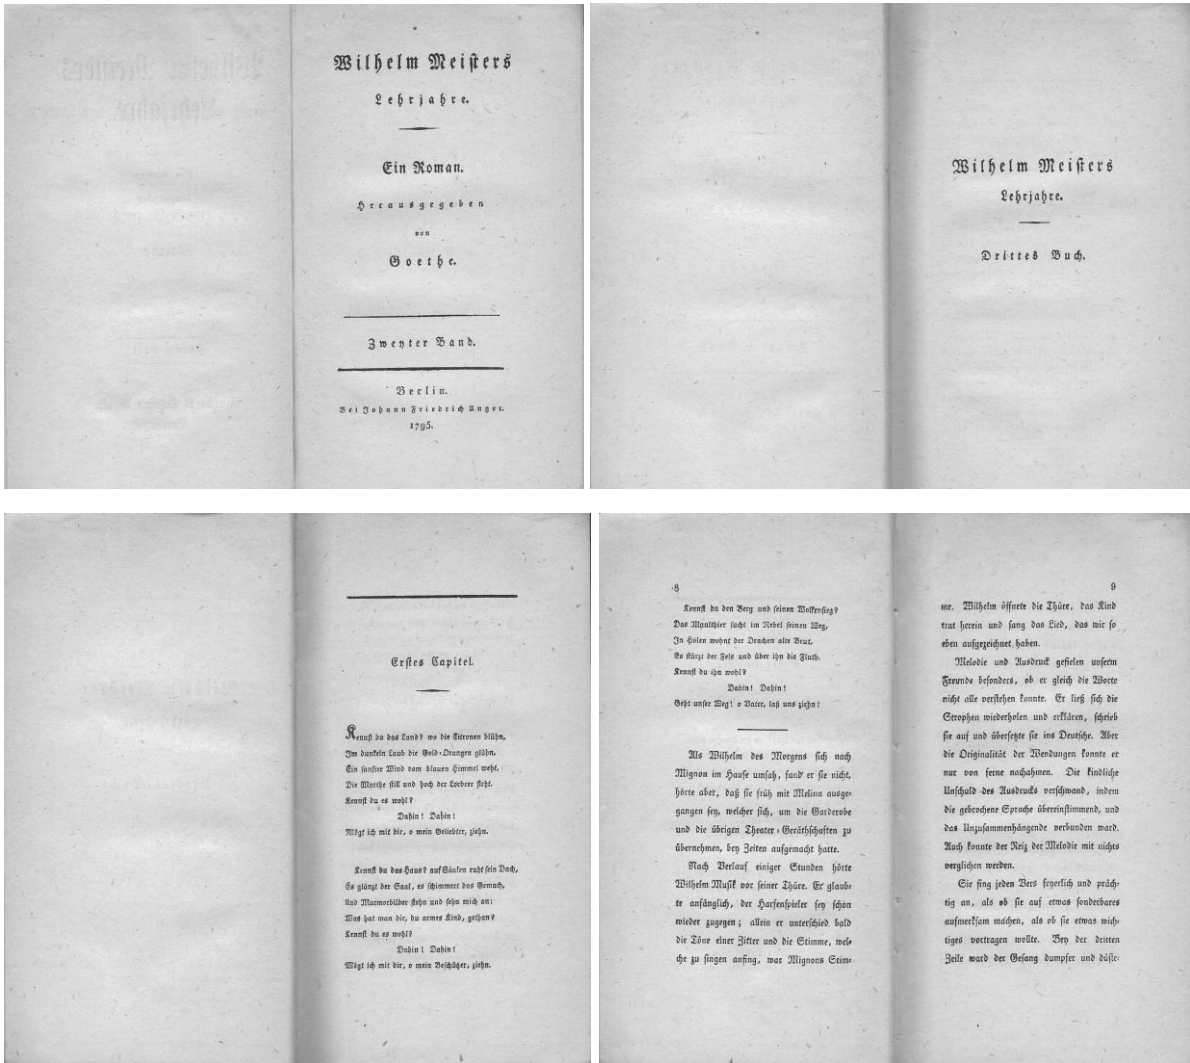 Wilhelm Meisters
Lehrjahre.
Ein Roman.
Herausgegeben
von
Goethe.
Zweyter Band.
Berlin.
Bei Johann Friedrich Unger.
1795.
Wilhelm Meisters
Lehrjahre.
Drittes Buch.
Erstes Capitel.
Kennst du das Land? wo die Citronen blühn,
Im dunkeln Laub die Gold-Orangen glühn,
Ein sanfter Wind vom blauen Himmel weht,
Die Myrthe still und hoch der Lorbeer steht,
Kennst du es wohl?
Dahin! Dahin!
Mögt ich mit dir, o mein Geliebter, ziehn.
Kennst du das Haus? auf Säulen ruht sein Dach,
Es glänzt der Saal, es schimmert das Gemach,
Und Marmorbilder stehn und sehn mich an:
Was hat man dir, du armes Kind, gethan?
Kennst du es wohl?
Dahin! Dahin!
Mögt ich mit dir, o mein Beschützer, ziehn.
8
Kennst du den Berg und seinen Wolkensteg?
Das Maulthier sucht im Nebel seinen Weg,
In Hölen wohnt der Drachen alte Brut,
Es stürzt der Fels und über ihn die Fluth.
Kennst du ihn wohl?
Dahin! Dahin!
Geht unser Weg! o Vater, laß uns ziehn!
Als Wilhelm des Morgens sich nach
Mignon im Hause umsah, fand er sie nicht,
hörte aber, daß sie früh mit Melina ausge-
gangen sey, welcher sich, um die Garderobe
und die übrigen Theater-Geräthschaften zu
übernehmen, bey Zeiten aufgemacht hatte.
Nach Verlauf einiger Stunden hörte
Wilhelm Musik vor seiner Thüre. Er glaub-
te anfänglich, der Harfenspieler sey schon
wieder zugegen; allein er unterschied bald
die Töne einer Zitter und die Stimme, wel-
che zu singen anfing, war Mignons Stim-
9
me. Wilhelm öffnete die Thüre, das Kind
trat herein und sang das Lied, das wir so
eben aufgezeichnet haben.
Melodie und Ausdruck gefielen unserm
Freunde besonders, ob er gleich die Worte
nicht alle verstehen konnte. Er ließ sich die
Strophen wiederholen und erklären, schrieb
sie auf und übersetzte sie ins Deutsche. Aber
die Originalität der Wendungen konnte er
nur von ferne nachahmen. Die kindliche
Unschuld des Ausdrucks verschwand, indem
die gebrochene Sprache übereinstimmend, und
das Unzusammenhängende verbunden ward.
Auch konnte der Reiz der Melodie mit nichts
verglichen werden.
Sie fing jeden Vers feyerlich und präch-
tig an, als ob sie auf etwas sonderbares
aufmerksam machen, als ob sie etwas wich-
tiges vortragen wollte. Bey der dritten
Zeile ward der Gesang dumpfer und düste-